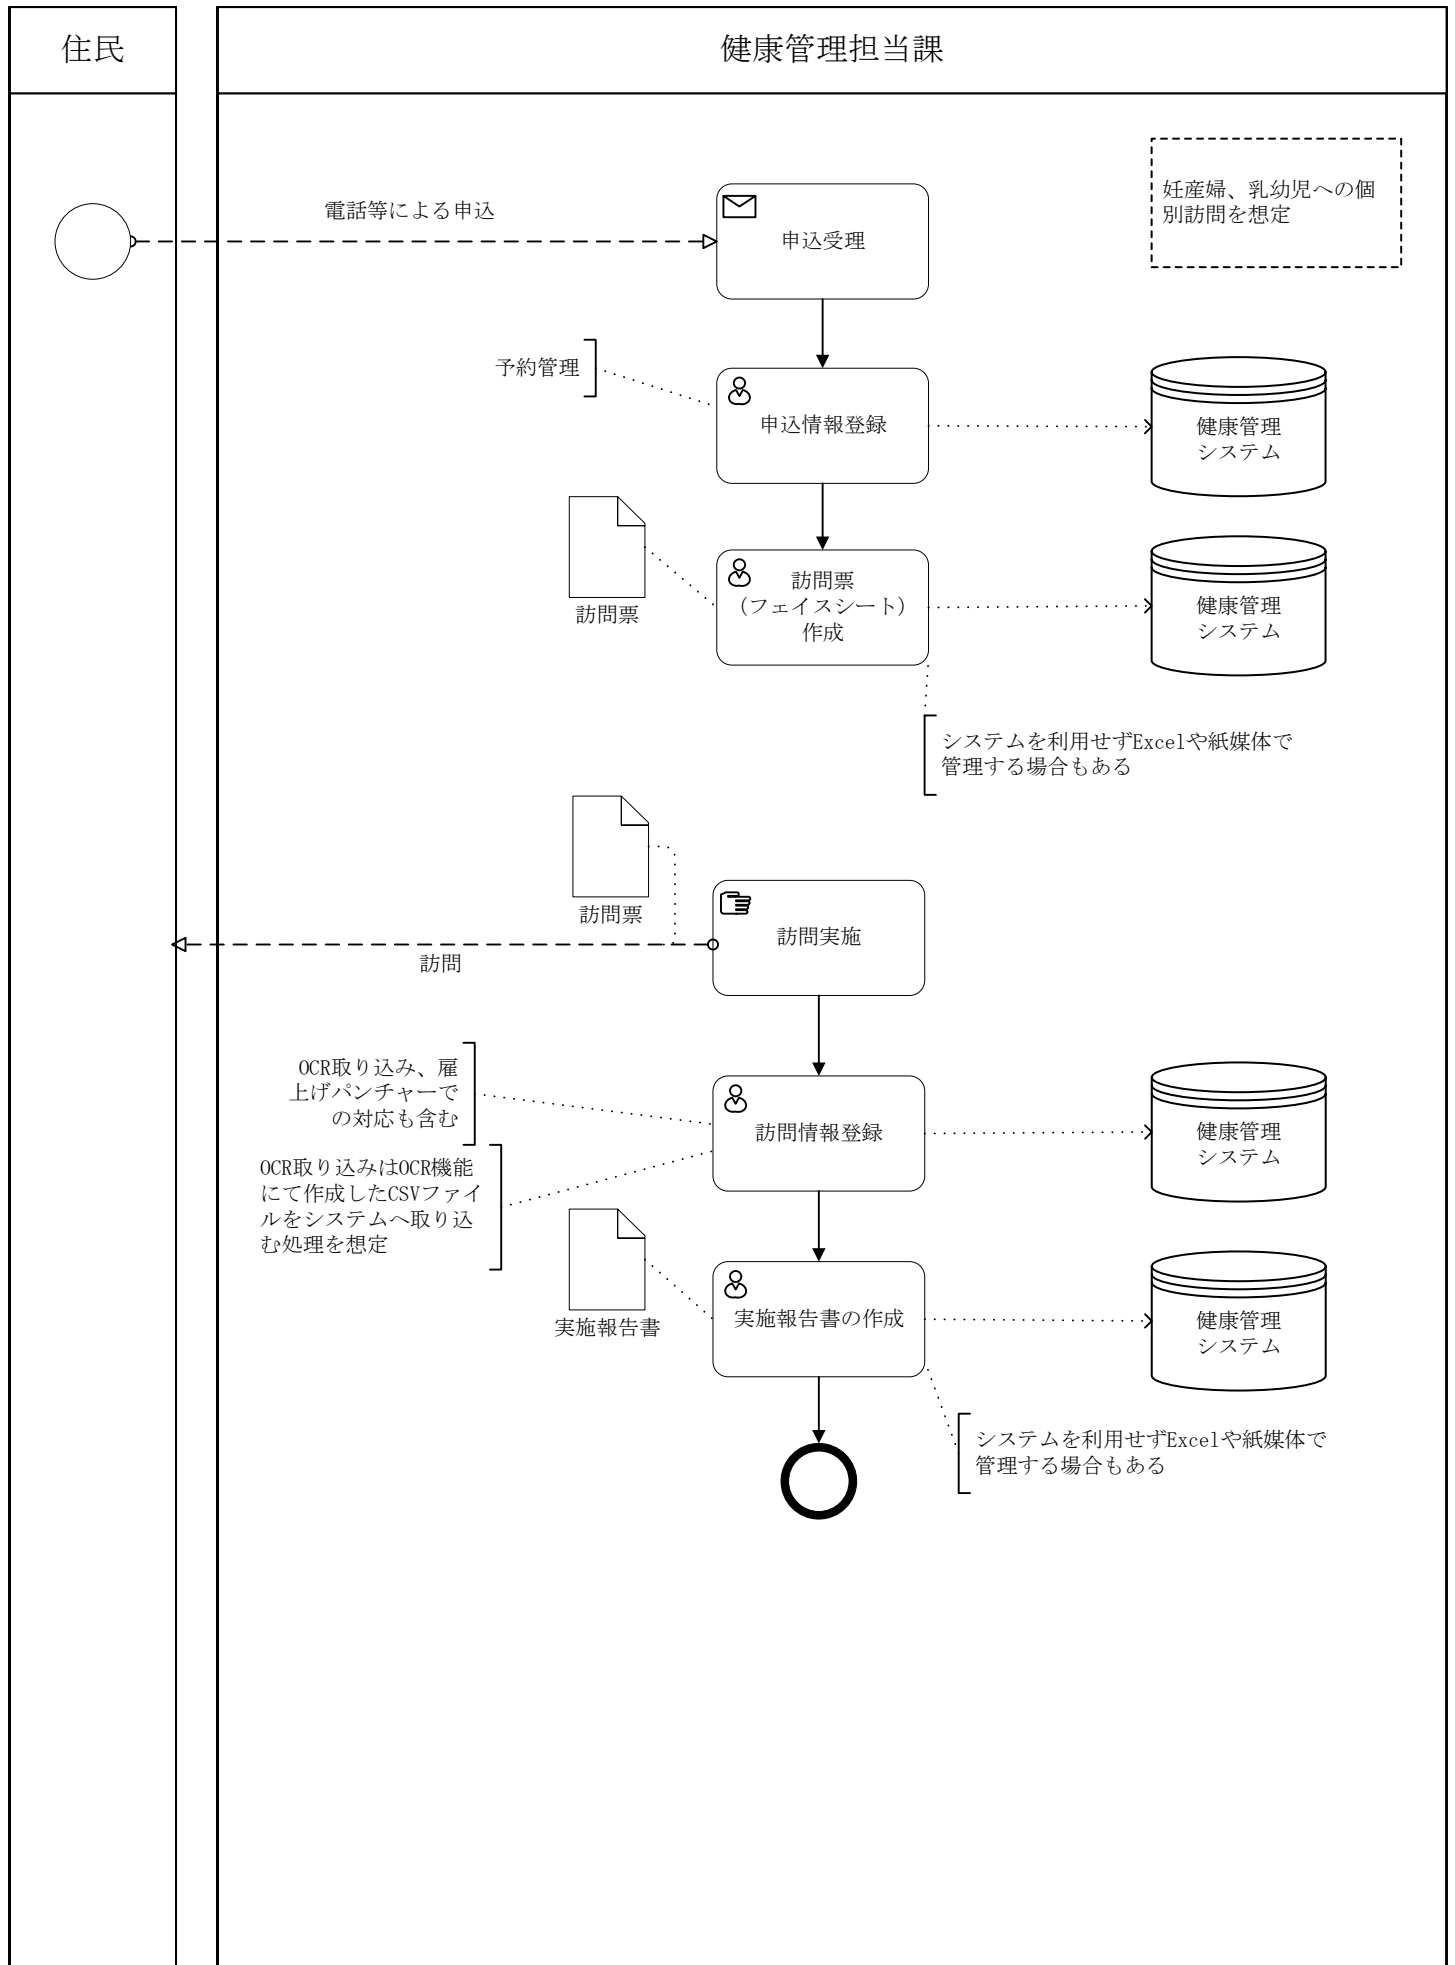 住民
健康管理担当課
妊産婦、乳幼児への個
別訪問を想定
電話等による申込
申込受理
予約管理
申込情報登録
健康管理
システム
訪問票
訪問票
（フェイスシート）
作成
健康管理
システム
システムを利用せずExcelや紙媒体で
管理する場合もある
訪問票
訪問実施
訪問
OCR取り込み、雇
上げパンチャーで
の対応も含む
訪問情報登録
健康管理
システム
OCR取り込みはOCR機能
にて作成したCSVファイ
ルをシステムへ取り込
む処理を想定
実施報告書
実施報告書の作成
健康管理
システム
システムを利用せずExcelや紙媒体で
管理する場合もある